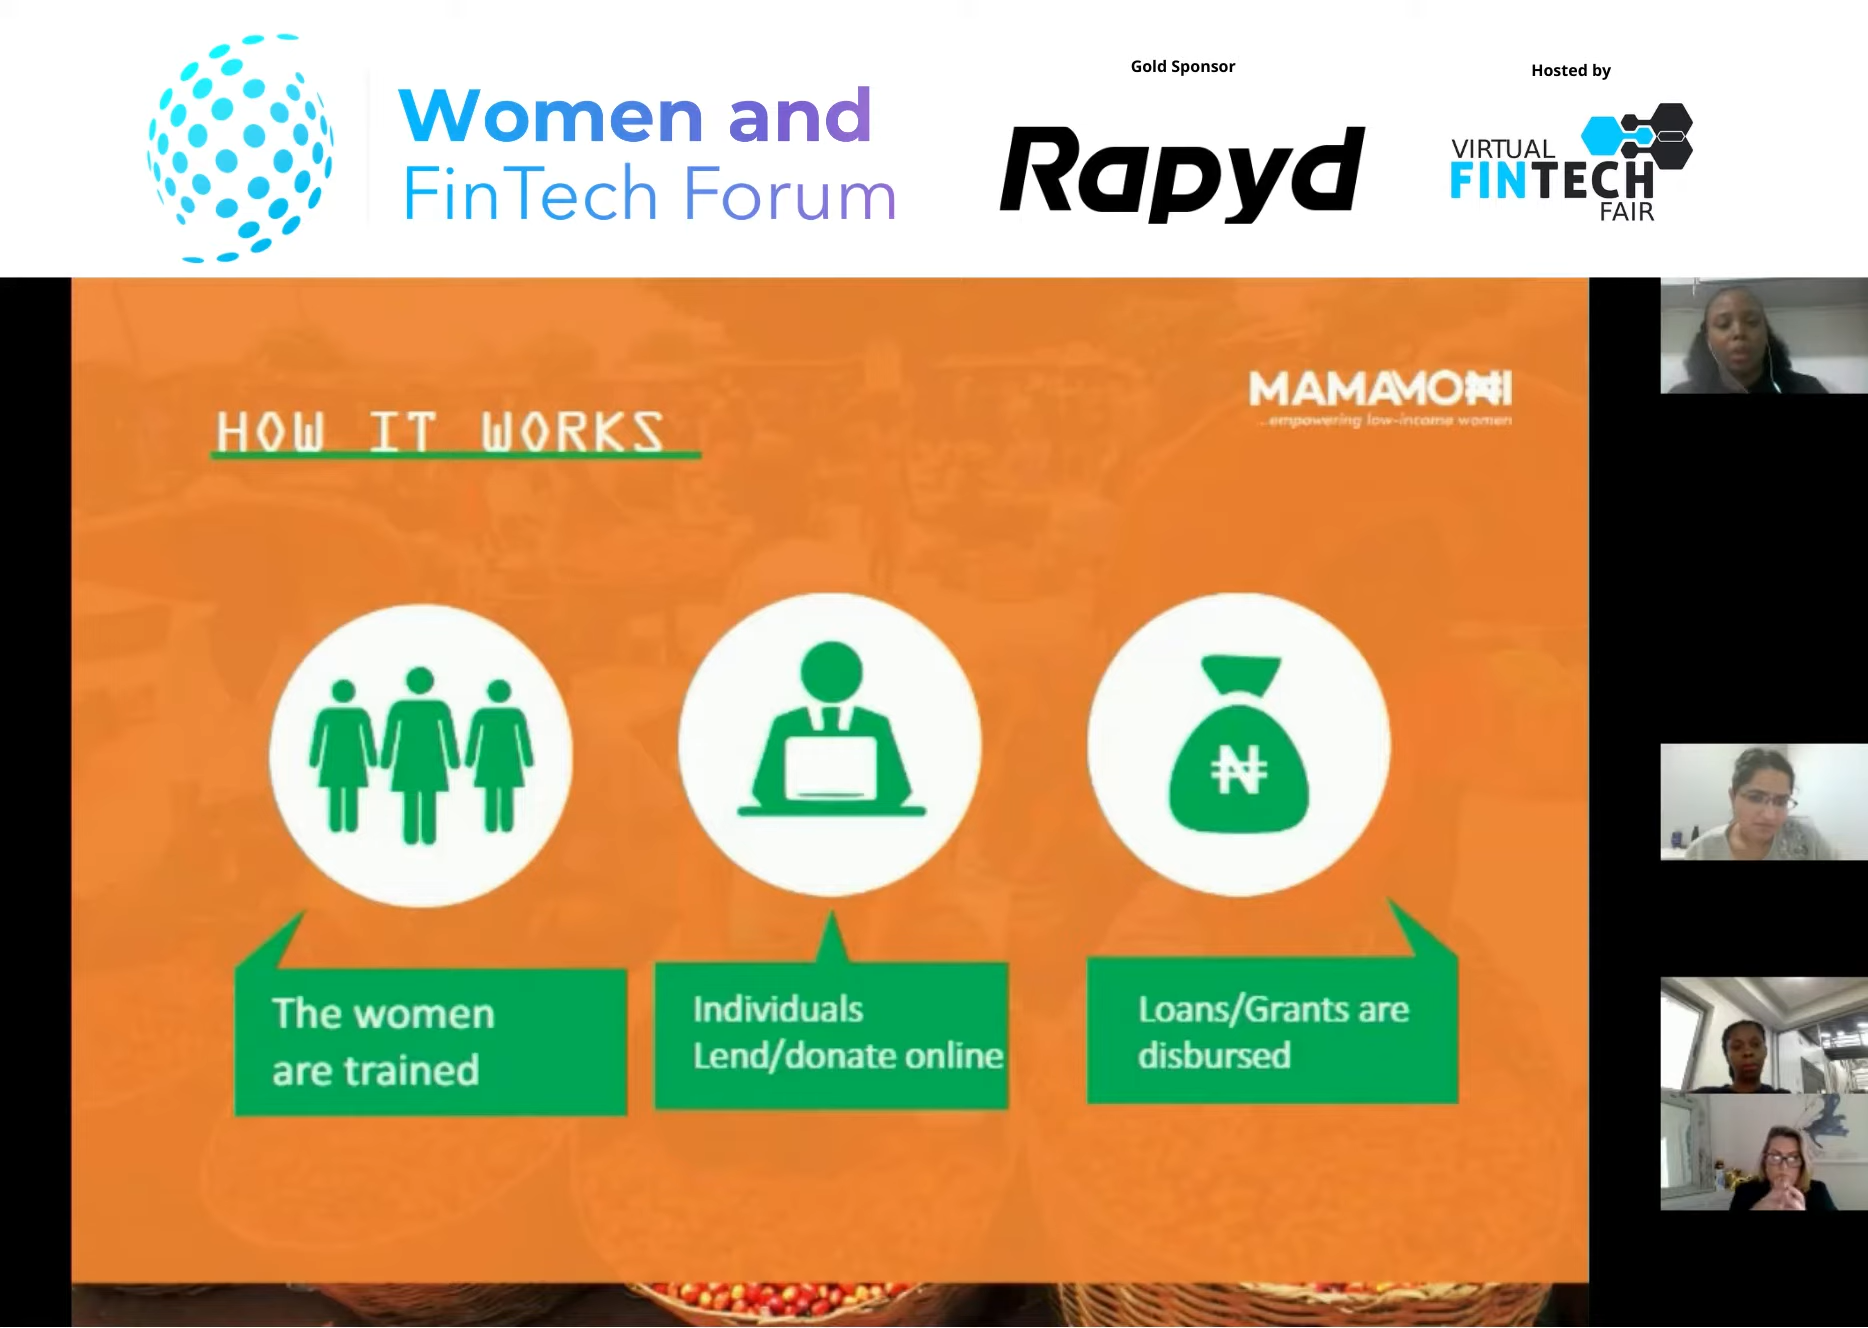 Women and
FinTech Forum
Gold Sponsor
Rapyd
Hosted by
VIRTUAL
FINTECH
FAIR
HOW IT WORKS
MAMAMO₦I
...empowering low-income women
₦
The women
are trained
Individuals
Lend/donate online
Loans/Grants are
disbursed